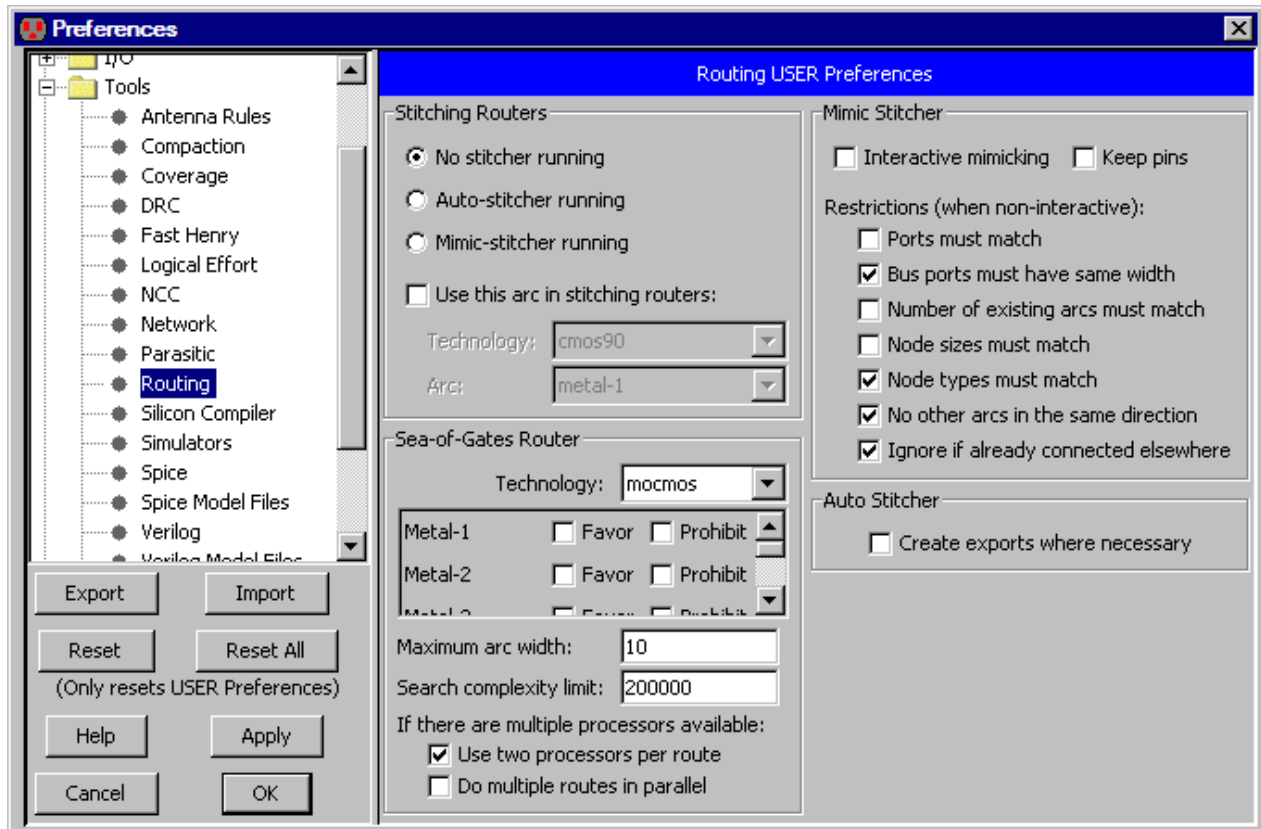 Preferences
I/O
Tools
Antenna Rules
Compaction
Coverage
DRC
Fast Henry
Logical Effort
NCC
Network
Parasitic
Routing
Silicon Compiler
Simulators
Spice
Spice Model Files
Verilog
Verilog Model Files
Export Import
Reset Reset All
(Only resets USER Preferences)
Help Apply
Cancel OK
Routing USER Preferences
Stitching Routers
No stitcher running
Auto-stitcher running
Mimic-stitcher running
Use this arc in stitching routers:
Technology: cmos90
Arc: metal-1
Sea-of-Gates Router
Technology: mocmos
Metal-1 Favor Prohibit
Metal-2 Favor Prohibit
Metal-3 Favor Prohibit
Maximum arc width: 10
Search complexity limit: 200000
If there are multiple processors available:
Use two processors per route
Do multiple routes in parallel
Mimic Stitcher
Interactive mimicking Keep pins
Restrictions (when non-interactive):
Ports must match
Bus ports must have same width
Number of existing arcs must match
Node sizes must match
Node types must match
No other arcs in the same direction
Ignore if already connected elsewhere
Auto Stitcher
Create exports where necessary